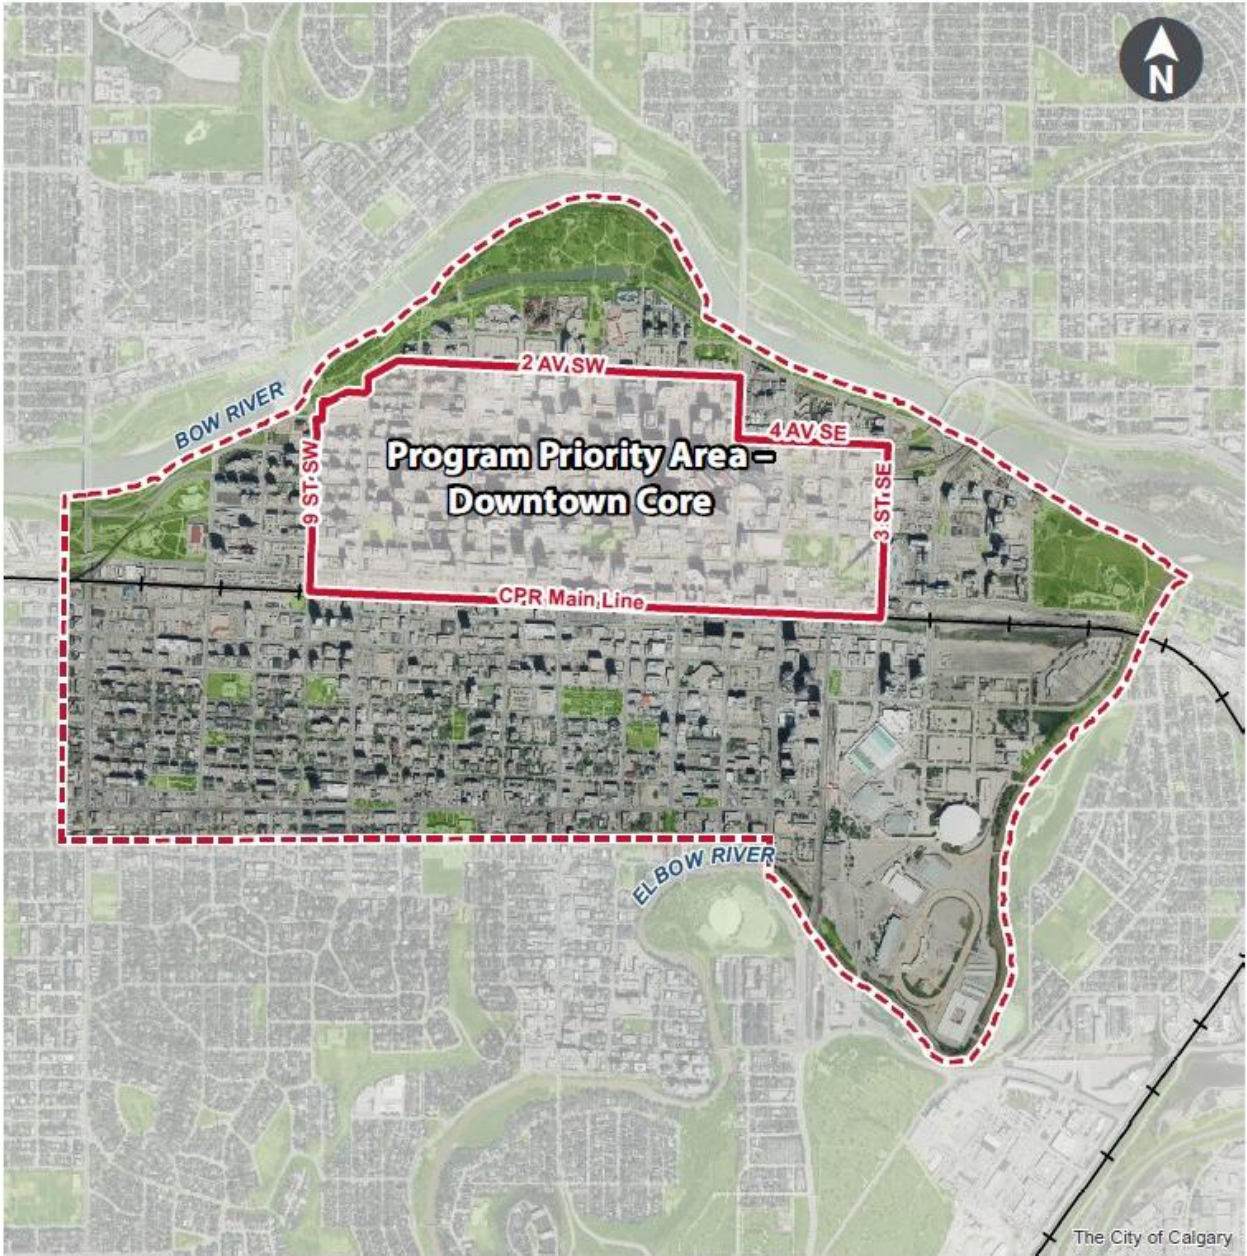 N
2 AV SW
BOW RIVER
4 AV SE
Program Priority Area –
Downtown Core
9 ST SW
3 ST SE
CPR Main Line
ELBOW RIVER
The City of Calgary